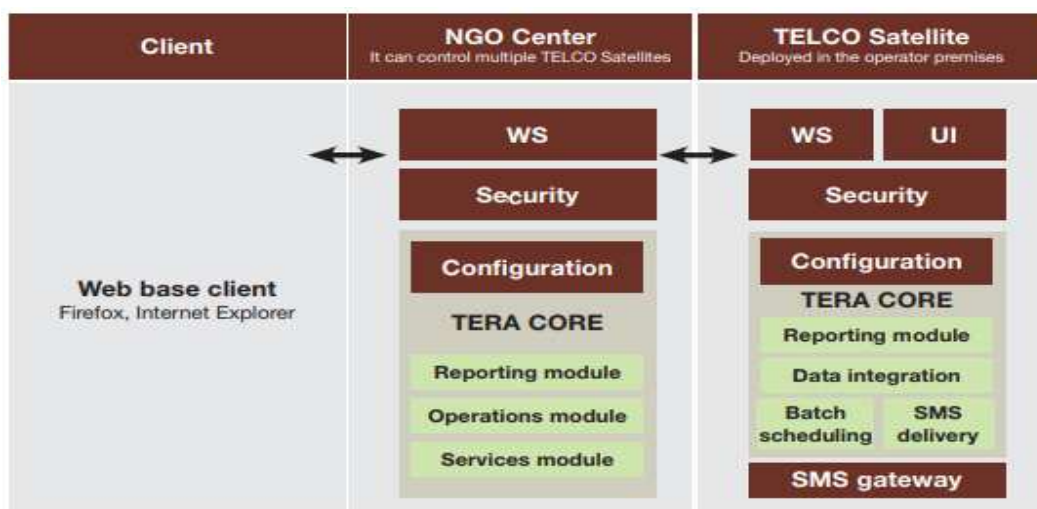 Client
NGO Center
It can control multiple TELCO Satellites
TELCO Satellite
Deployed in the operator premises
Web base client
Firefox, Internet Explorer
WS
Security
Configuration
TERA CORE
Reporting module
Operations module
Services module
WS
UI
Security
Configuration
TERA CORE
Reporting module
Data integration
Batch
scheduling
SMS
delivery
SMS gateway